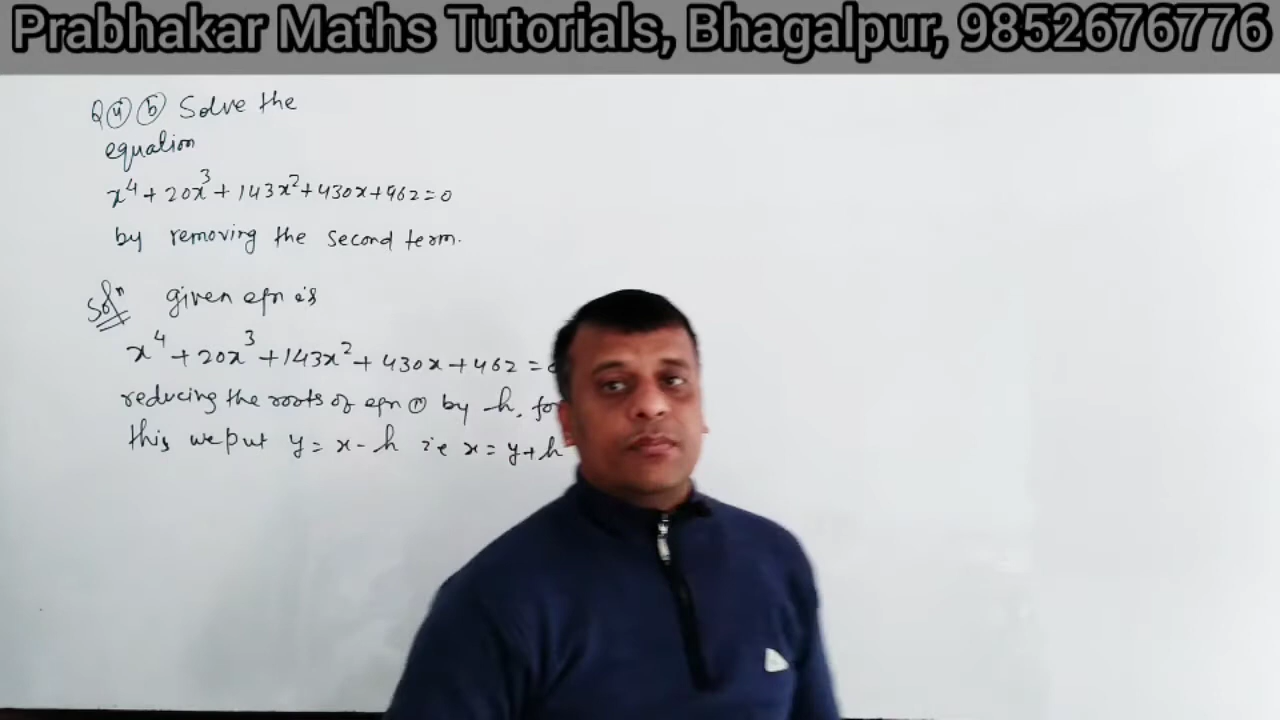 Prabhakar Maths Tutorials, Bhagalpur, 9852676776
Q(4)(b) Solve the
equation
x⁴ + 20x³ + 143x² + 430x + 462 = 0
by removing the second term.
Solⁿ given eqn is
x⁴ + 20x³ + 143x² + 430x + 462 =
reducing the roots of eqn ① by h, for
this we put y = x - h ie x = y + h